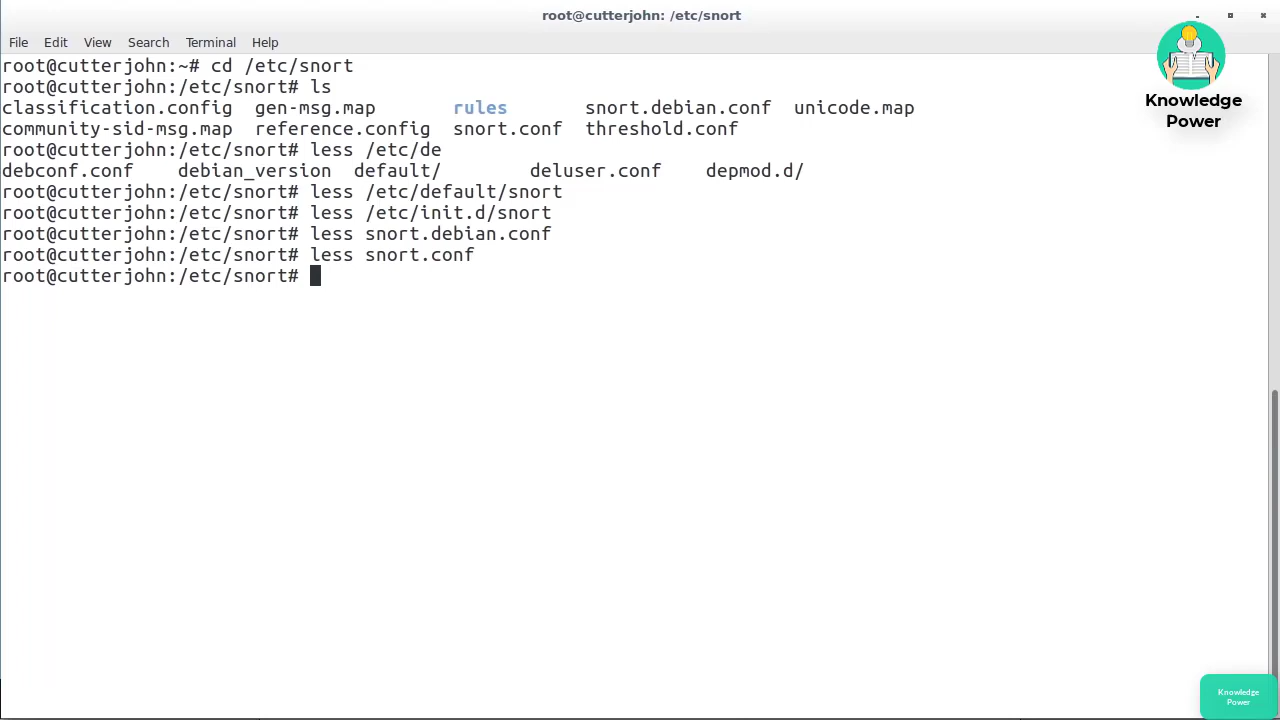 root@cutterjohn: /etc/snort
File Edit View Search Terminal Help
root@cutterjohn:~# cd /etc/snort
root@cutterjohn:/etc/snort# ls
classification.config gen-msg.map rules snort.debian.conf unicode.map
community-sid-msg.map reference.config snort.conf threshold.conf
root@cutterjohn:/etc/snort# less /etc/de
debconf.conf debian_version default/ deluser.conf depmod.d/
root@cutterjohn:/etc/snort# less /etc/default/snort
root@cutterjohn:/etc/snort# less /etc/init.d/snort
root@cutterjohn:/etc/snort# less snort.debian.conf
root@cutterjohn:/etc/snort# less snort.conf
root@cutterjohn:/etc/snort#
Knowledge
Power
Knowledge
Power